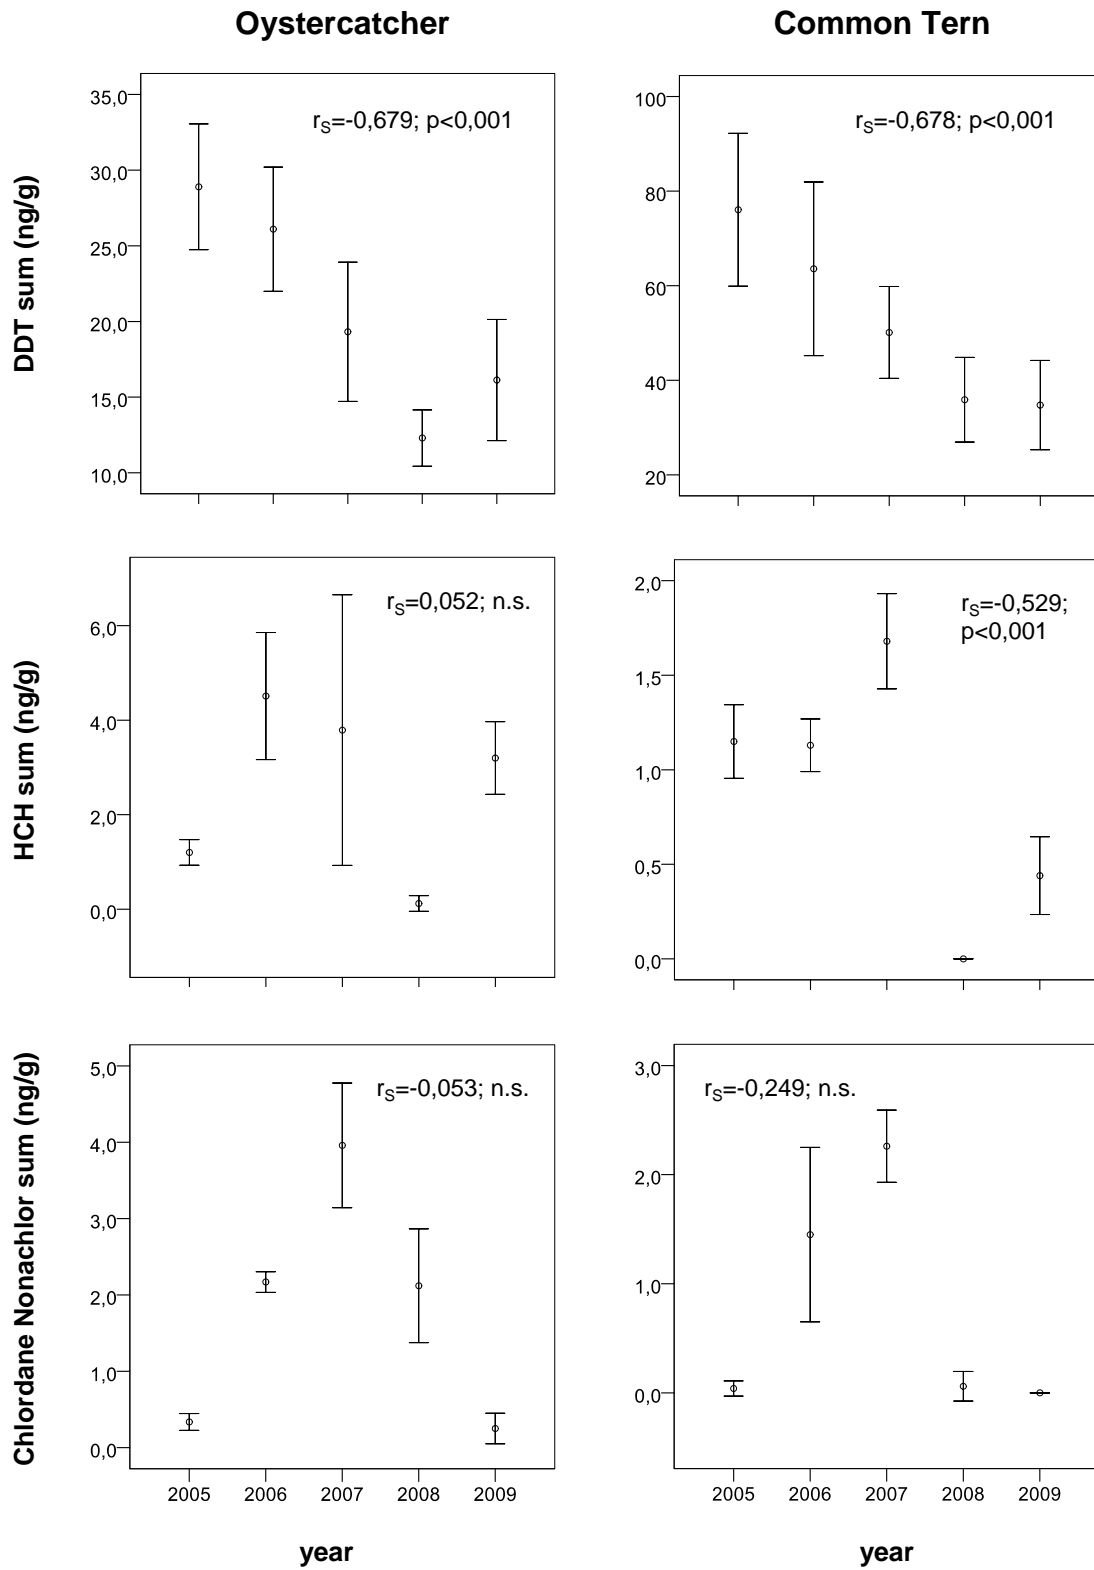 Oystercatcher
Common Tern
DDT sum (ng/g)
35,0
30,0
25,0
20,0
15,0
10,0
rS=-0,679; p<0,001
100
80
60
40
20
rS=-0,678; p<0,001
HCH sum (ng/g)
6,0
4,0
2,0
0,0
rS=0,052; n.s.
2,0
1,5
1,0
0,5
0,0
rS=-0,529;
p<0,001
Chlordane Nonachlor sum (ng/g)
5,0
4,0
3,0
2,0
1,0
0,0
rS=-0,053; n.s.
2005 2006 2007 2008 2009
year
3,0
2,0
1,0
0,0
rS=-0,249; n.s.
2005 2006 2007 2008 2009
year